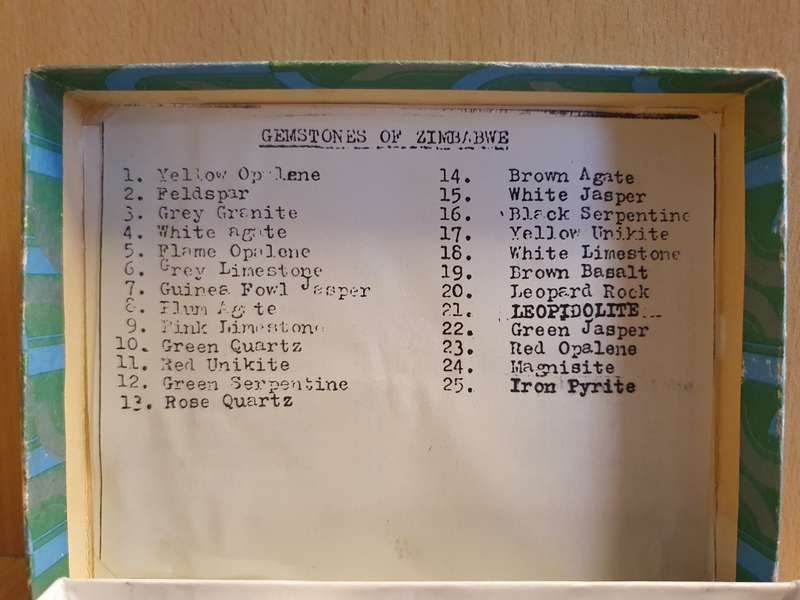 GEMSTONES OF ZIMBABWE
1. Yellow Opalene
2. Feldspar
3. Grey Granite
4. White agate
5. Flame Opalene
6. Grey Limestone
7. Guinea Fowl Jasper
8. Plum Agate
9. Pink Limestone
10. Green Quartz
11. Red Unikite
12. Green Serpentine
13. Rose Quartz
14. Brown Agate
15. White Jasper
16. Black Serpentine
17. Yellow Unikite
18. White Limestone
19. Brown Basalt
20. Leopard Rock
21. LEOPIDOLITE
22. Green Jasper
23. Red Opalene
24. Magnisite
25. Iron Pyrite